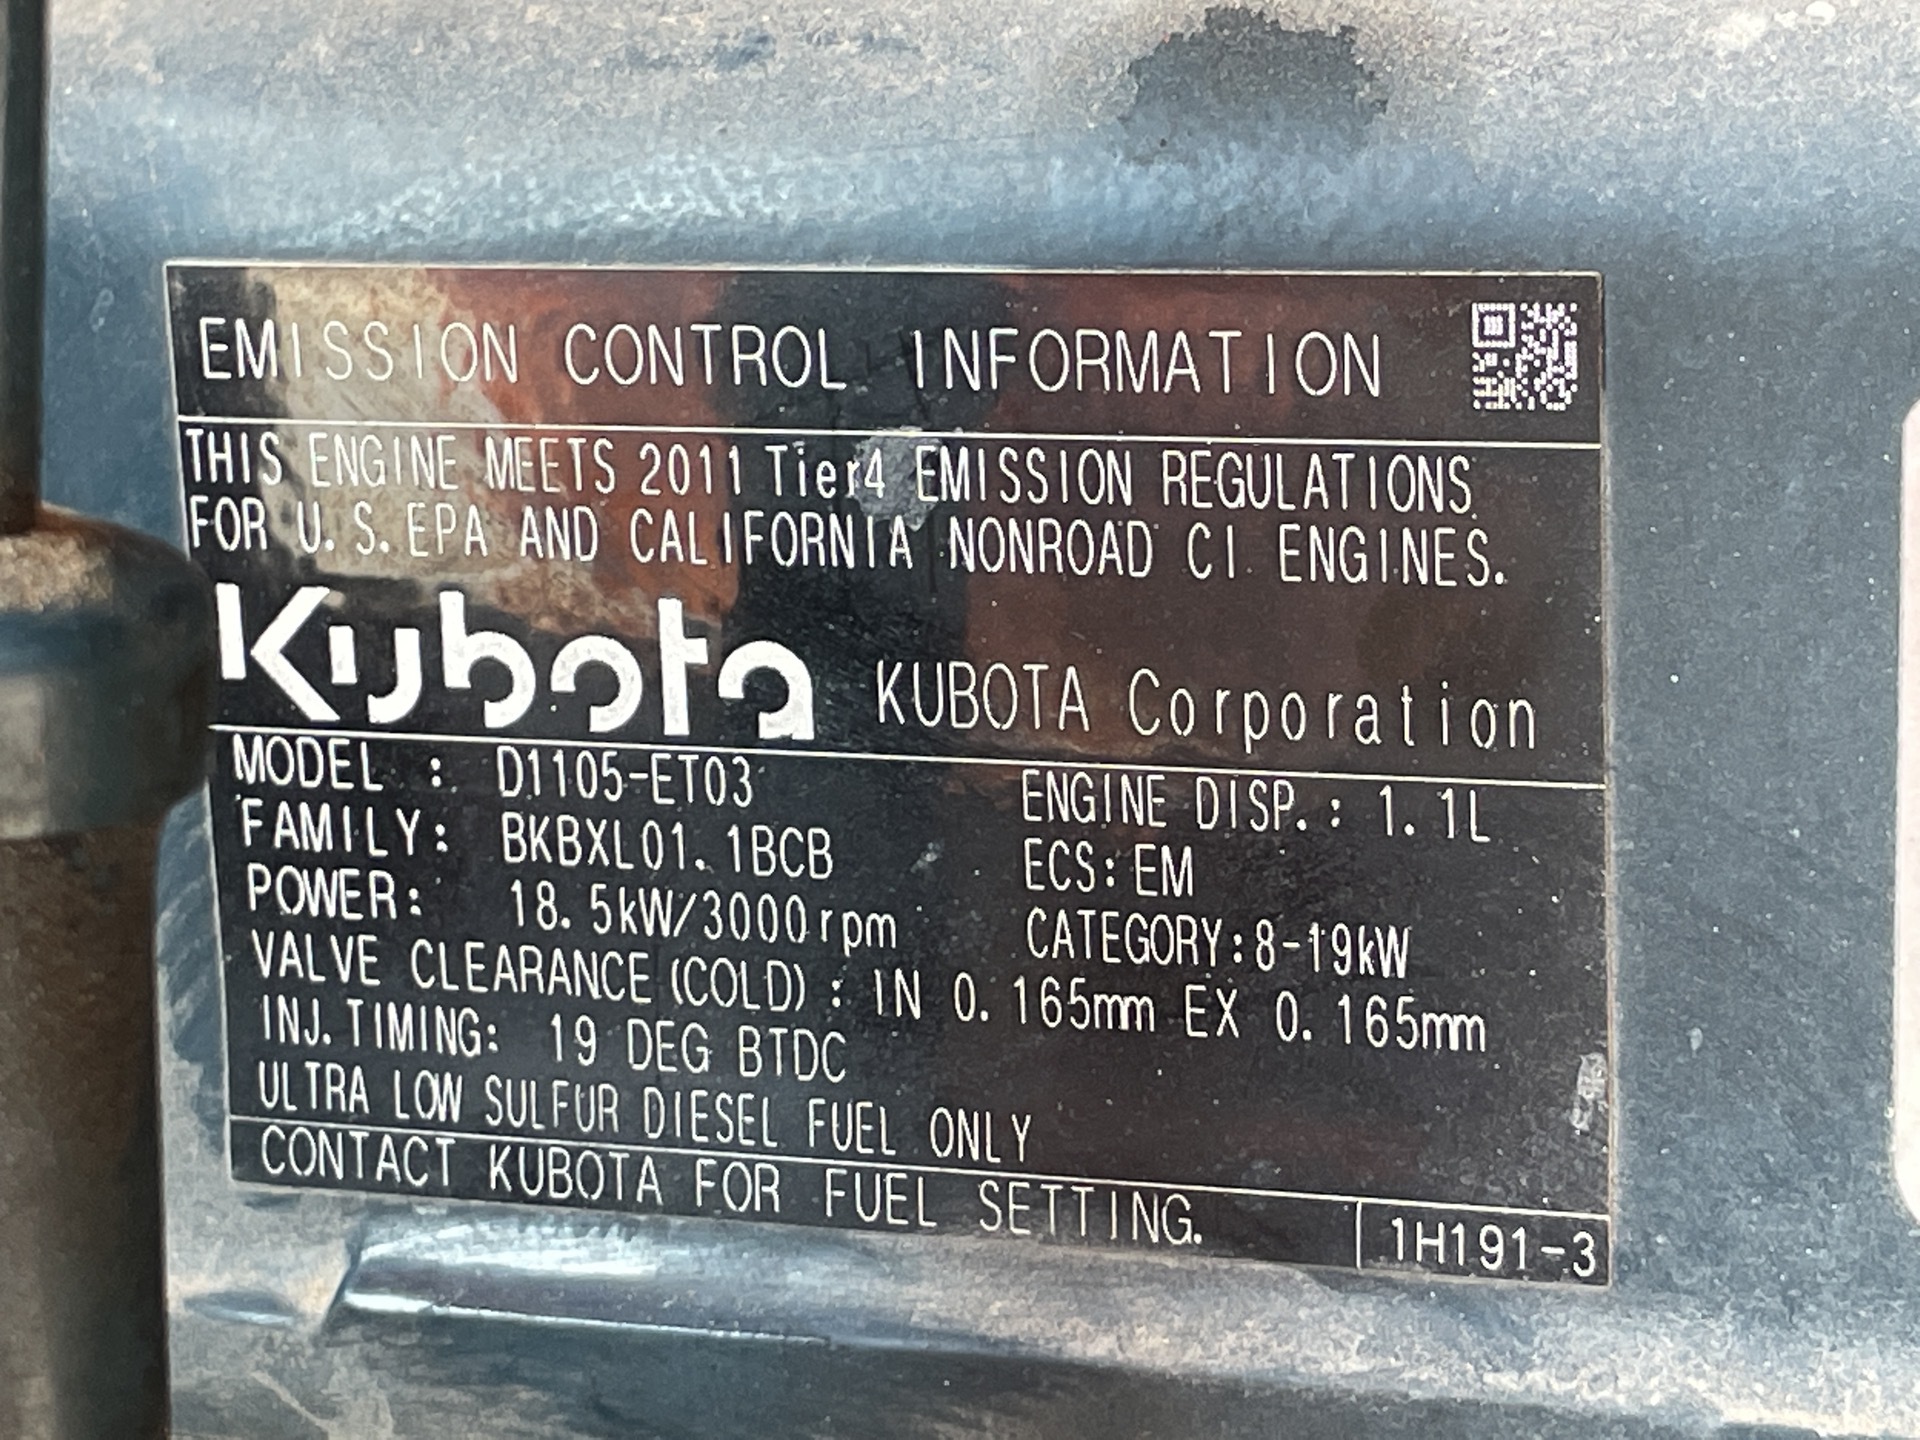 EMISSION CONTROL INFORMATION
THIS ENGINE MEETS 2011 Tier4 EMISSION REGULATIONS
FOR U.S. EPA AND CALIFORNIA NONROAD CI ENGINES.
Kubota KUBOTA Corporation
MODEL : D1105-ET03 ENGINE DISP.: 1.1L
FAMILY: BKBXL01.1BCB ECS: EM
POWER: 18.5kW/3000rpm CATEGORY:8-19kW
VALVE CLEARANCE (COLD) : IN 0.165mm EX 0.165mm
INJ.TIMING: 19 DEG BTDC
ULTRA LOW SULFUR DIESEL FUEL ONLY
CONTACT KUBOTA FOR FUEL SETTING.
1H191-3